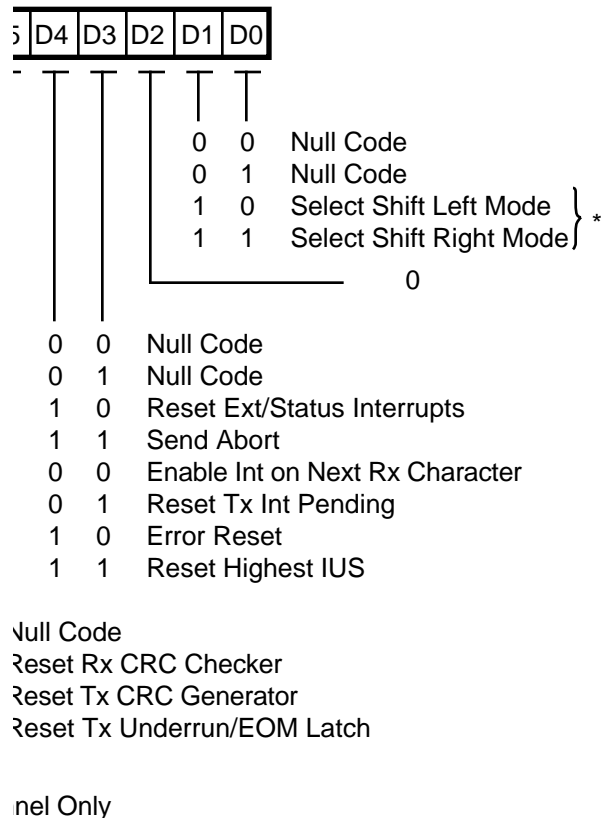 D4 D3 D2 D1 D0
0 0 Null Code
0 1 Null Code
1 0 Select Shift Left Mode
1 1 Select Shift Right Mode
*
0
0 0 Null Code
0 1 Null Code
1 0 Reset Ext/Status Interrupts
1 1 Send Abort
0 0 Enable Int on Next Rx Character
0 1 Reset Tx Int Pending
1 0 Error Reset
1 1 Reset Highest IUS
Null Code
Reset Rx CRC Checker
Reset Tx CRC Generator
Reset Tx Underrun/EOM Latch
Only